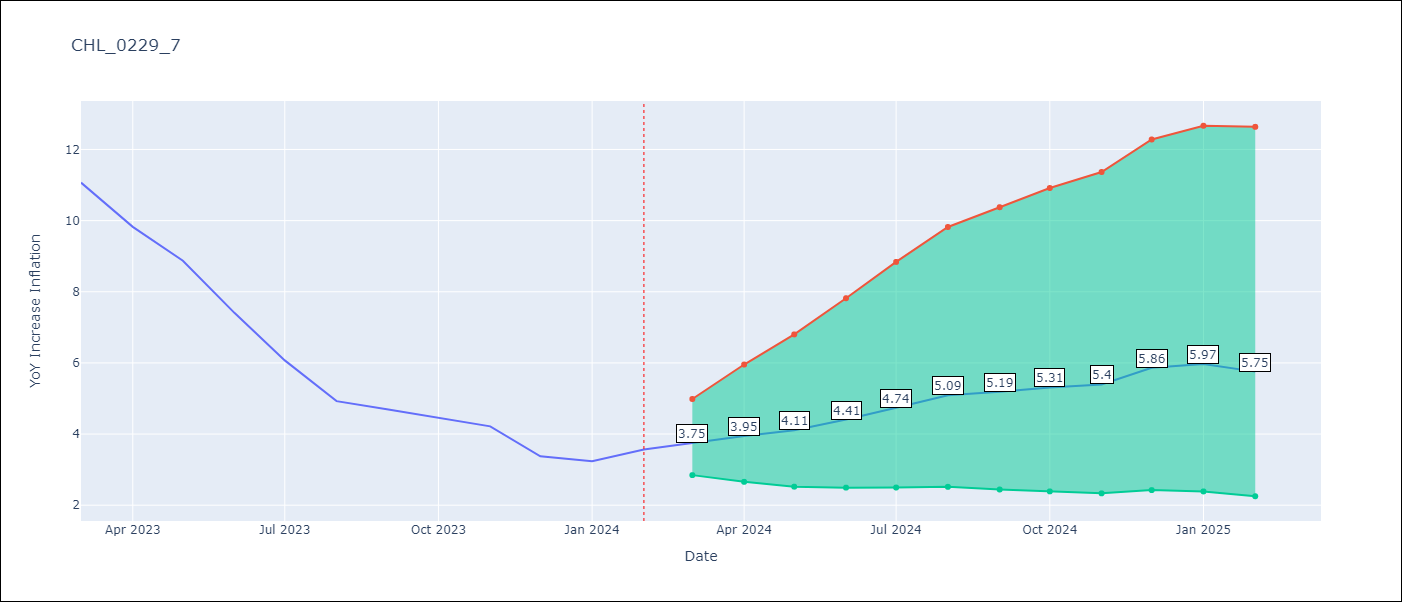 CHL_0229_7
YoY Increase Inflation
12
10
8
6
4
2
3.75
3.95
4.11
4.41
4.74
5.09
5.19
5.31
5.4
5.86
5.97
5.75
Apr 2023
Jul 2023
Oct 2023
Jan 2024
Apr 2024
Jul 2024
Oct 2024
Jan 2025
Date